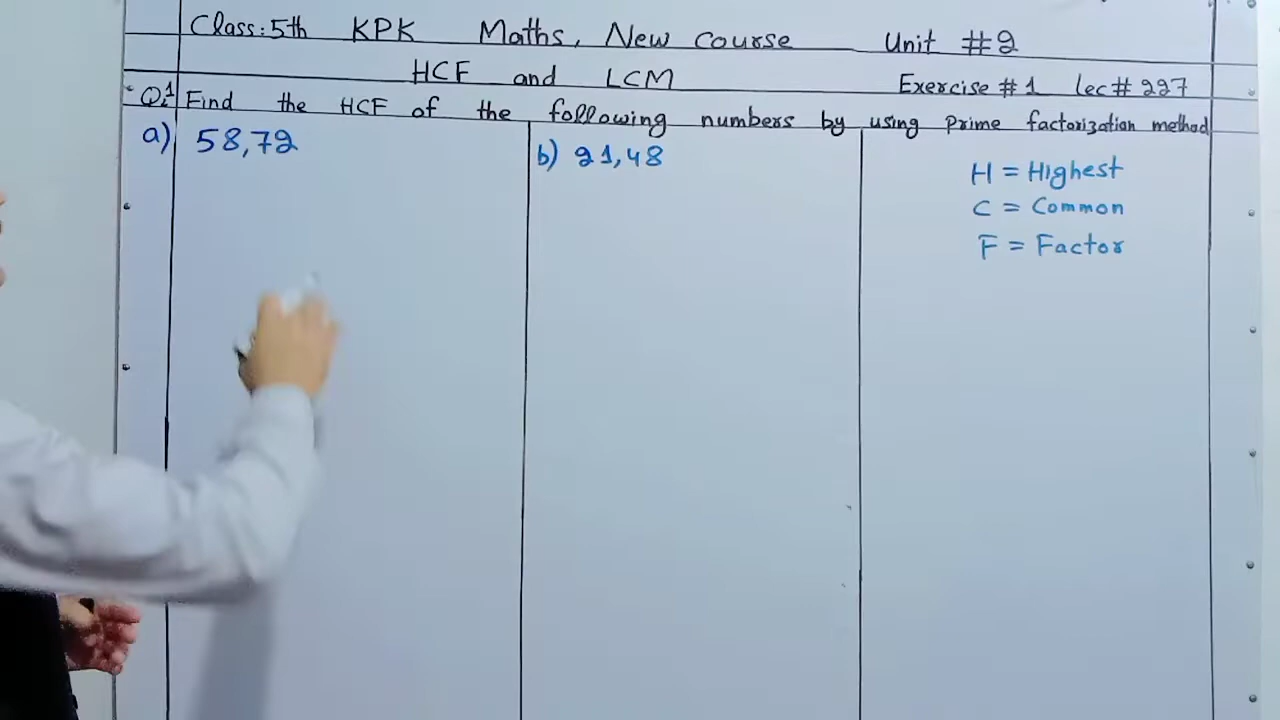 Class: 5th KPK Maths, New Course Unit #2
HCF and LCM Exercise #1 lec# 227
Q1 Find the HCF of the following numbers by using prime factorization method
a) 58,72
b) 21,48
H = Highest
C = Common
F = Factor